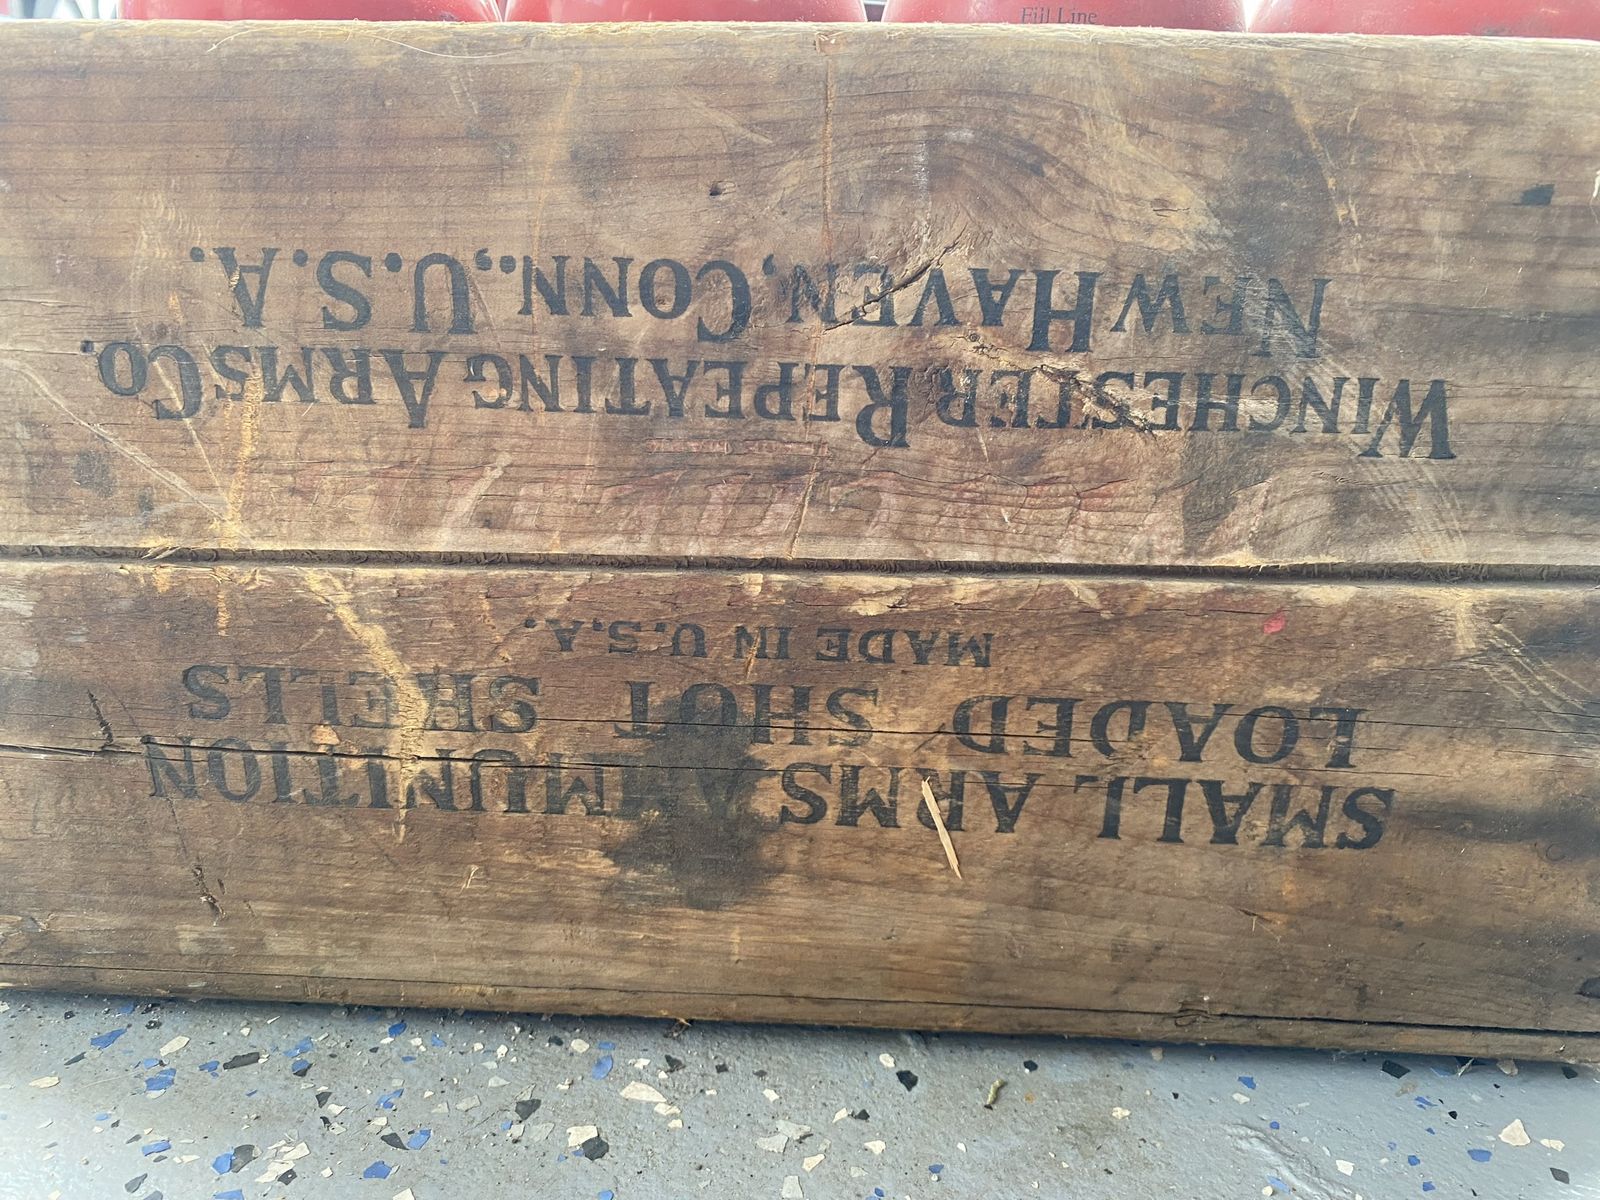 Fill Line
SMALL ARMS AMMUNITION
LOADED SHOT SHELLS
MADE IN U.S.A.
WINCHESTER REPEATING ARMS CO.
NEW HAVEN, CONN., U.S.A.